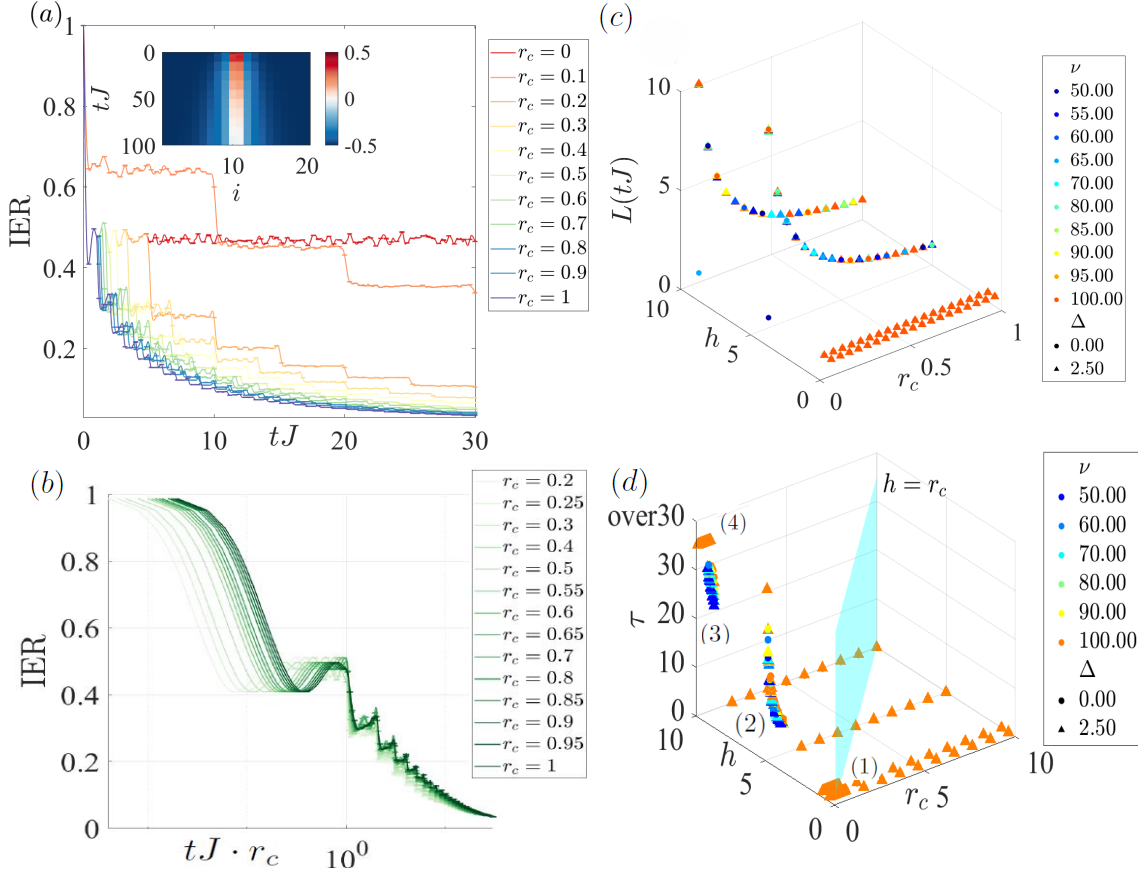 (a)
1
0.8
0.6
0.4
0.2
IER
0
10
20
30
tJ
0
50
100
tJ
10
20
i
0.5
0
-0.5
r_c = 0
r_c = 0.1
r_c = 0.2
r_c = 0.3
r_c = 0.4
r_c = 0.5
r_c = 0.6
r_c = 0.7
r_c = 0.8
r_c = 0.9
r_c = 1
(c)
10
5
0
L(tJ)
10
5
0
h
0
0.5
1
r_c
ν
50.00
55.00
60.00
65.00
70.00
80.00
85.00
90.00
95.00
100.00
Δ
0.00
2.50
(b)
1
0.8
0.6
0.4
0.2
0
IER
tJ · r_c
10^0
r_c = 0.2
r_c = 0.25
r_c = 0.3
r_c = 0.4
r_c = 0.5
r_c = 0.55
r_c = 0.6
r_c = 0.65
r_c = 0.7
r_c = 0.8
r_c = 0.85
r_c = 0.9
r_c = 0.95
r_c = 1
(d)
h = r_c
over30
30
20
10
0
τ
(4)
(3)
(2)
(1)
10
5
0
h
0
5
10
r_c
ν
50.00
60.00
70.00
80.00
90.00
100.00
Δ
0.00
2.50